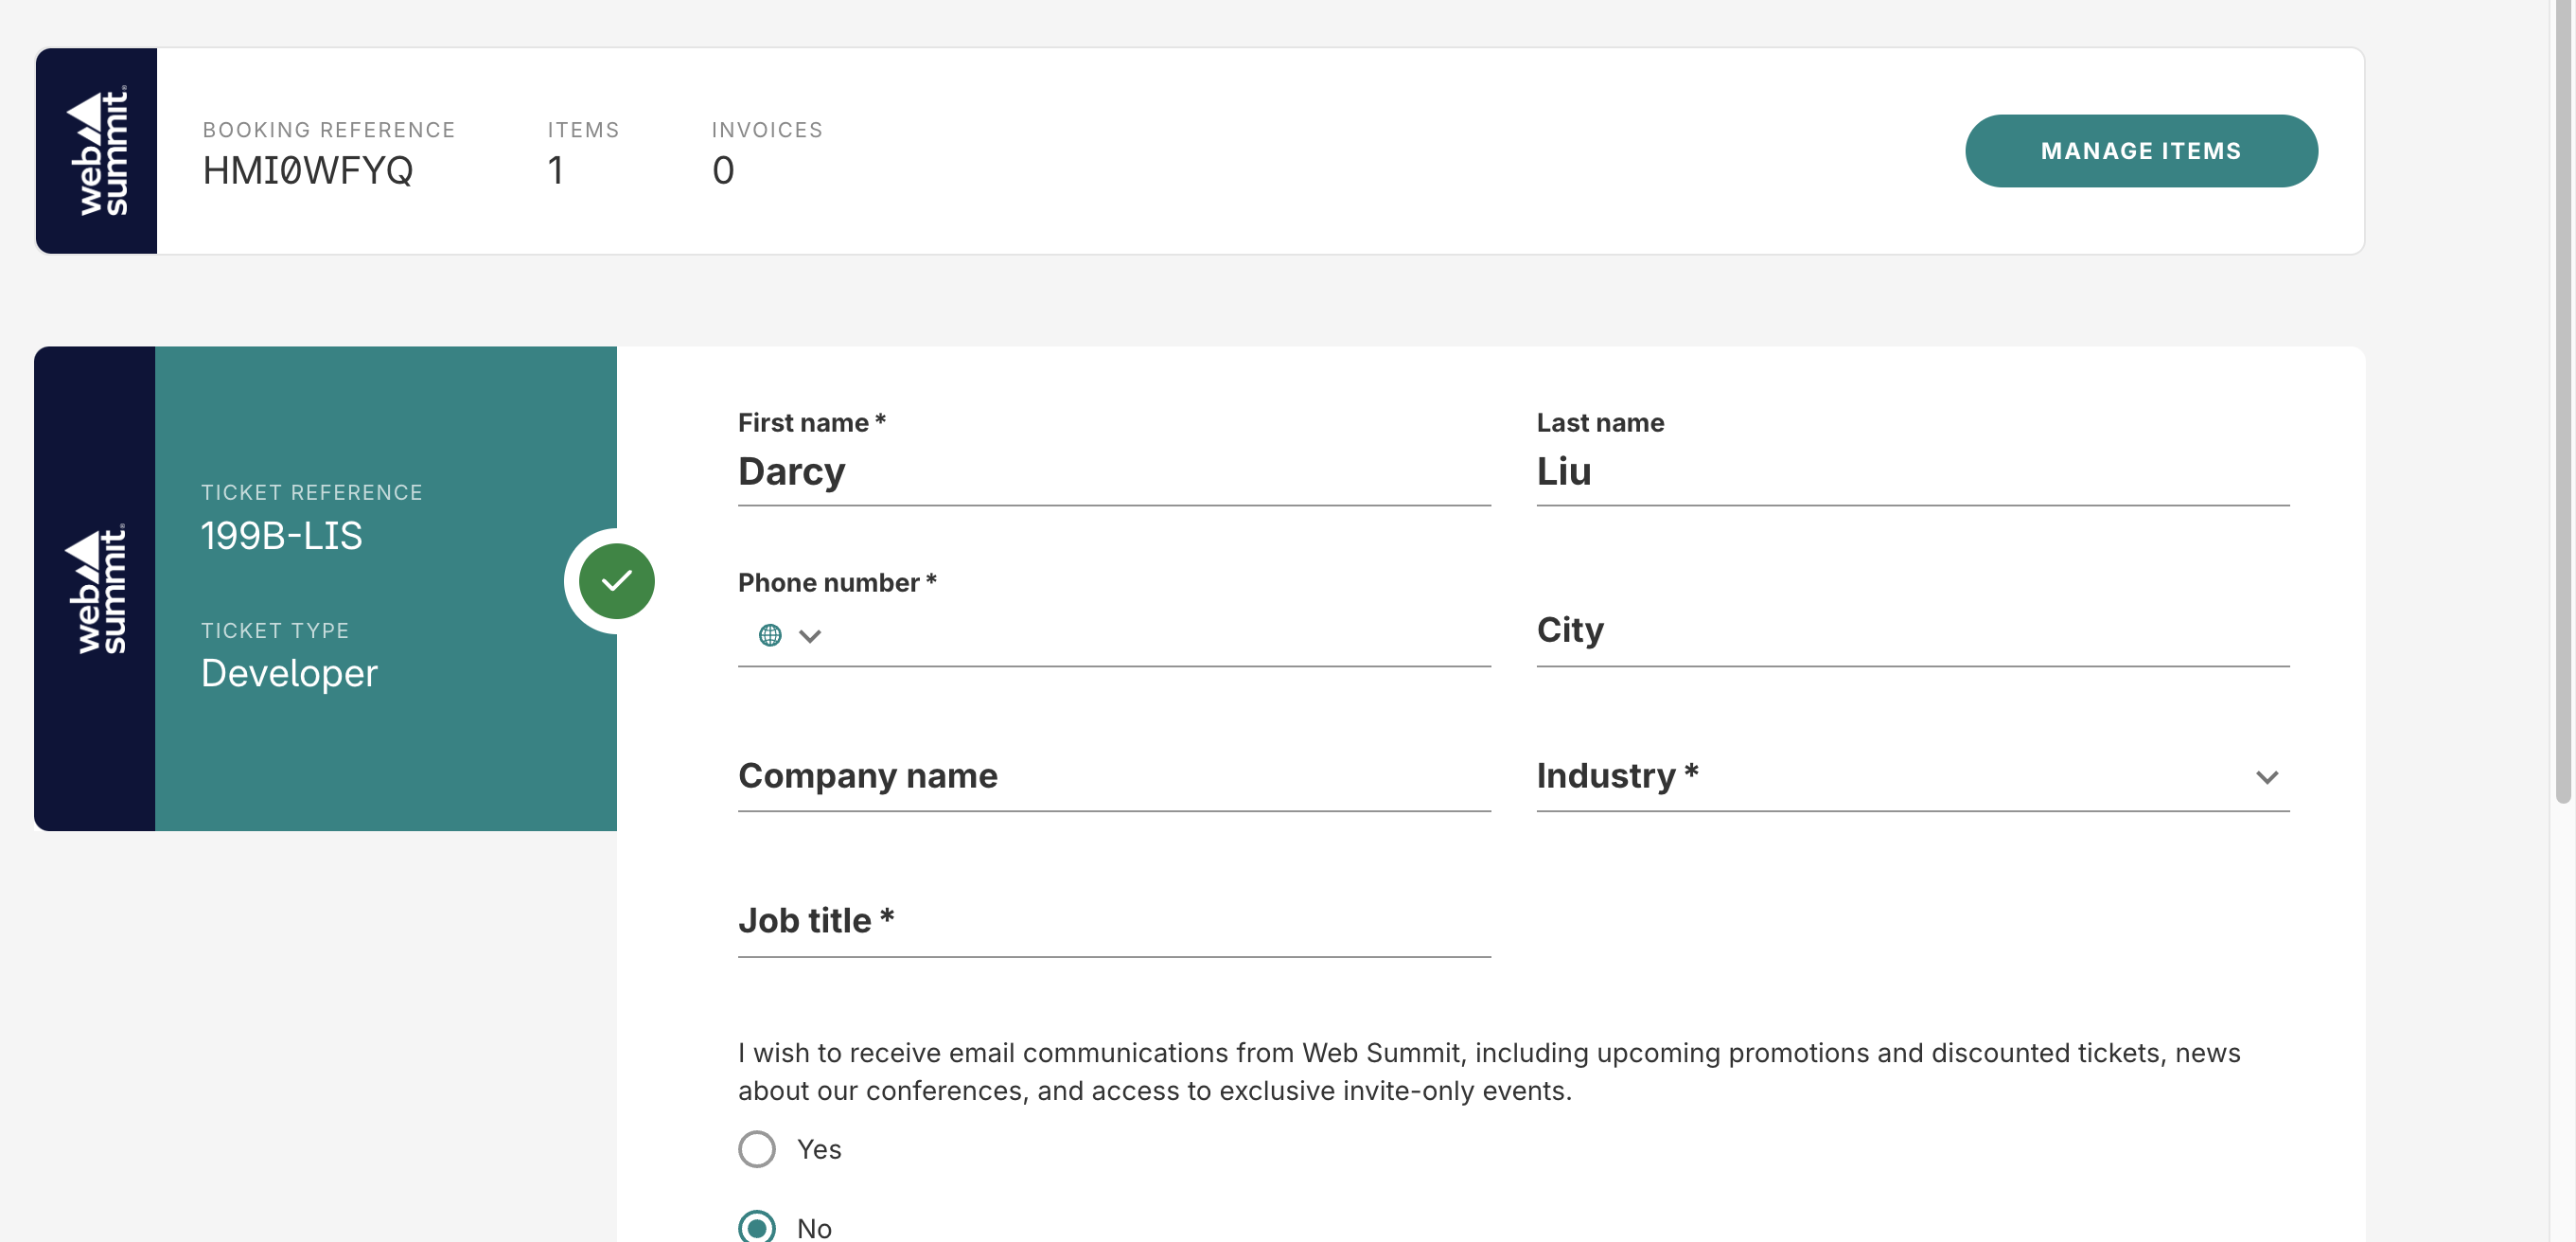 web summit
BOOKING REFERENCE
HMI0WFYQ
ITEMS
1
INVOICES
0
MANAGE ITEMS
web summit
TICKET REFERENCE
199B-LIS
TICKET TYPE
Developer
First name *
Darcy
Last name
Liu
Phone number *
City
Company name
Industry *
Job title *
I wish to receive email communications from Web Summit, including upcoming promotions and discounted tickets, news
about our conferences, and access to exclusive invite-only events.
Yes
No